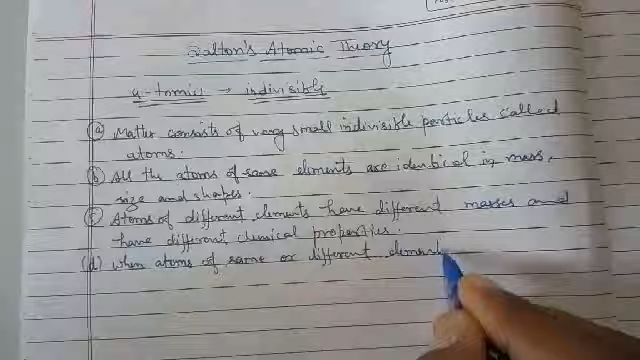 Dalton's Atomic Theory
a-tomics → indivisible
(a) Matter consists of very small indivisible particles called
atoms.
(b) All the atoms of same elements are identical in mass,
size and shapes.
(c) Atoms of different elements have different masses and
have different chemical properties.
(d) When atoms of same or different element